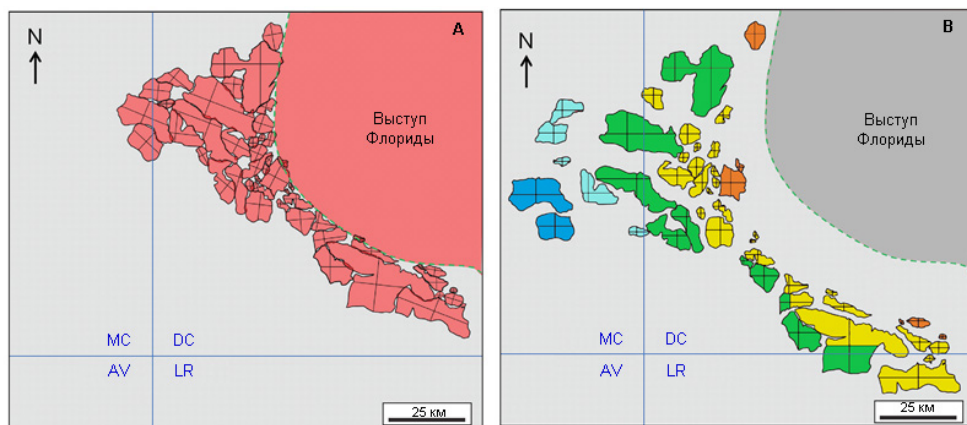 A
N
Выступ
Флориды
MC DC
AV LR
25 км
B
N
Выступ
Флориды
MC DC
AV LR
25 км